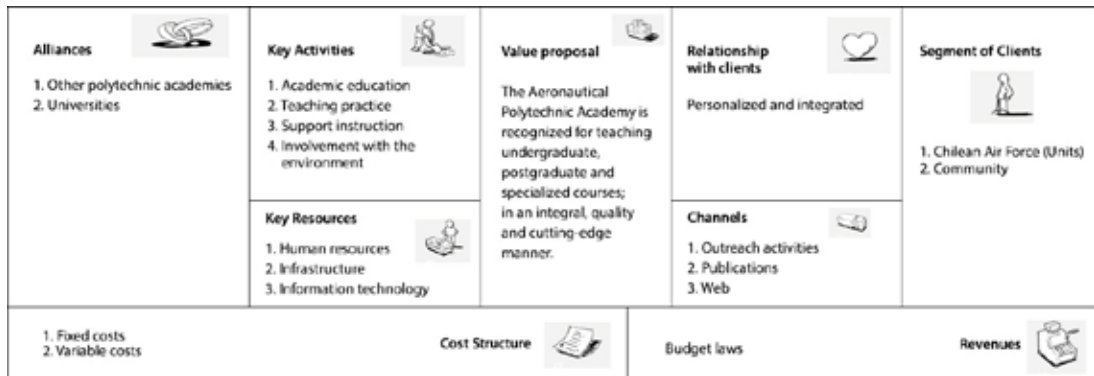 Alliances
1. Other polytechnic academies
2. Universities
Key Activities
1. Academic education
2. Teaching practice
3. Support instruction
4. Involvement with the
environment
Key Resources
1. Human resources
2. Infrastructure
3. Information technology
Value proposal
The Aeronautical
Polytechnic Academy is
recognized for teaching
undergraduate,
postgraduate and
specialized courses;
in an integral, quality
and cutting-edge
manner.
Relationship
with clients
Personalized and integrated
Channels
1. Outreach activities
2. Publications
3. Web
Segment of Clients
1. Chilean Air Force (Units)
2. Community
1. Fixed costs
2. Variable costs
Cost Structure
Budget laws
Revenues